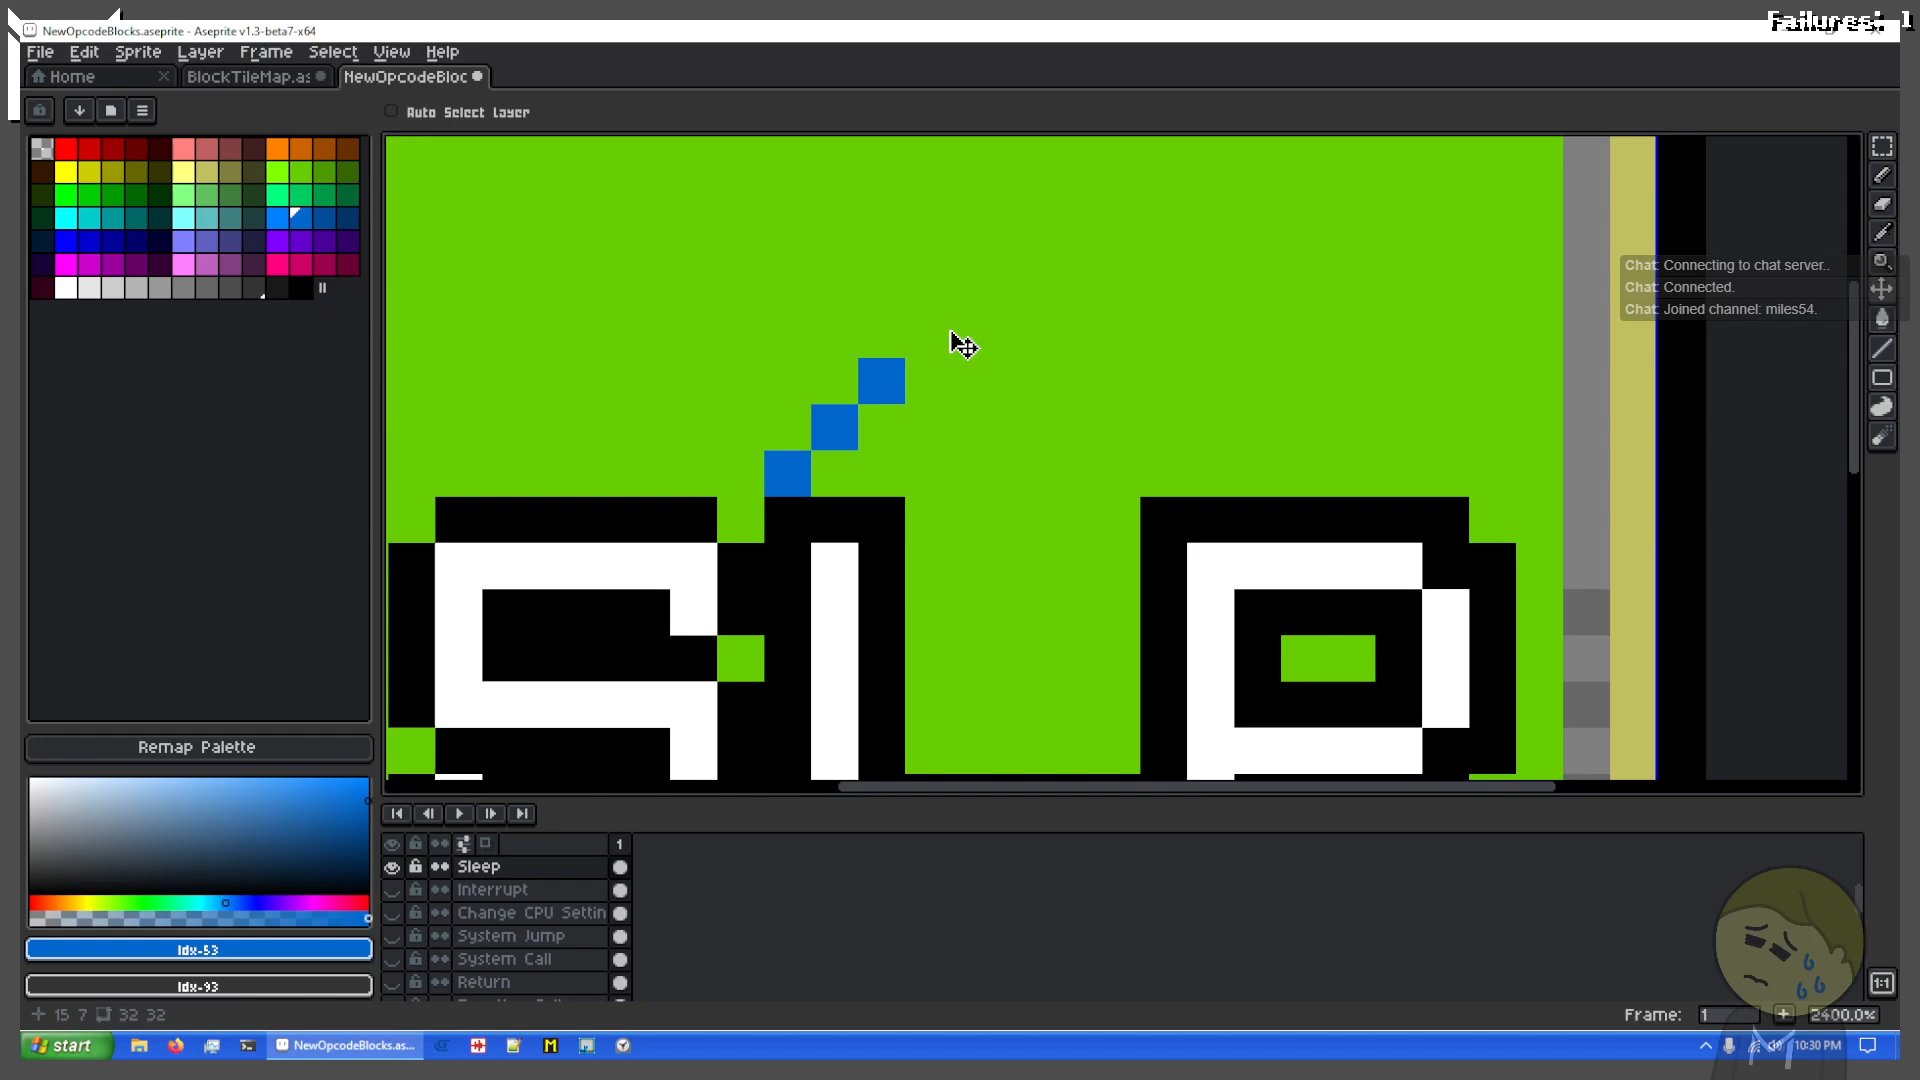 NewOpcodeBlocks.aseprite - Aseprite v1.3-beta7-x64
Failures: 1
File Edit Sprite Layer Frame Select View Help
Home BlockTileMap.as NewOpcodeBloc
Auto Select Layer
Chat: Connecting to chat server..
Chat: Connected.
Chat: Joined channel: miles54.
Remap Palette
1
Sleep
Interrupt
Change CPU Settin
System Jump
System Call
Return
Idx-53
Idx-93
15 7 32 32
Frame: 1 2400.0%
1:1
start NewOpcodeBlocks.as... 10:30 PM